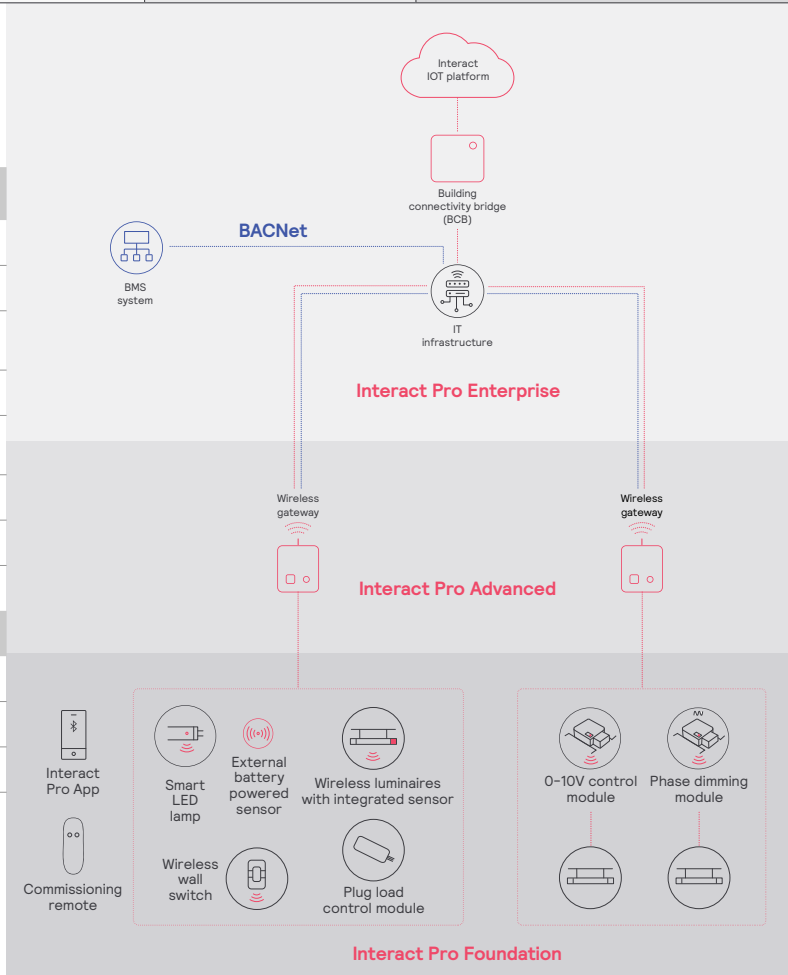 Interact
IOT platform
Building
connectivity bridge
(BCB)
BACNet
BMS
system
IT
infrastructure
Interact Pro Enterprise
Wireless
gateway
Wireless
gateway
Interact Pro Advanced
Interact
Pro App
Commissioning
remote
Smart
LED
lamp
External
battery
powered
sensor
Wireless luminaires
with integrated sensor
Wireless
wall
switch
Plug load
control module
0-10V control
module
Phase dimming
module
Interact Pro Foundation